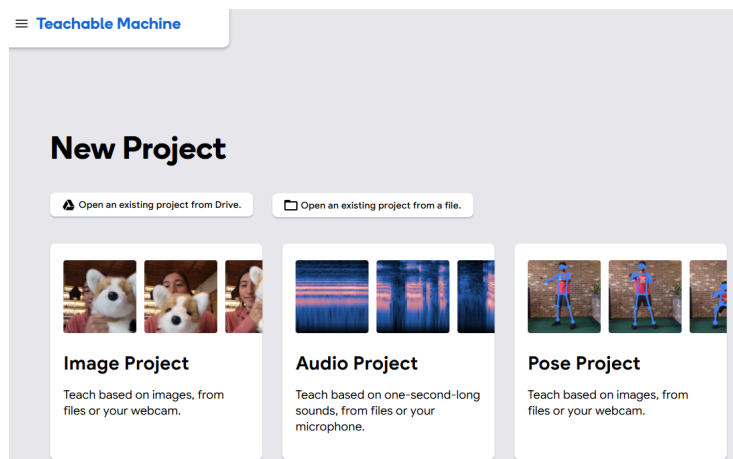 Teachable Machine
New Project
Open an existing project from Drive.
Open an existing project from a file.
Image Project
Teach based on images, from
files or your webcam.
Audio Project
Teach based on one-second-long
sounds, from files or your
microphone.
Pose Project
Teach based on images, from
files or your webcam.